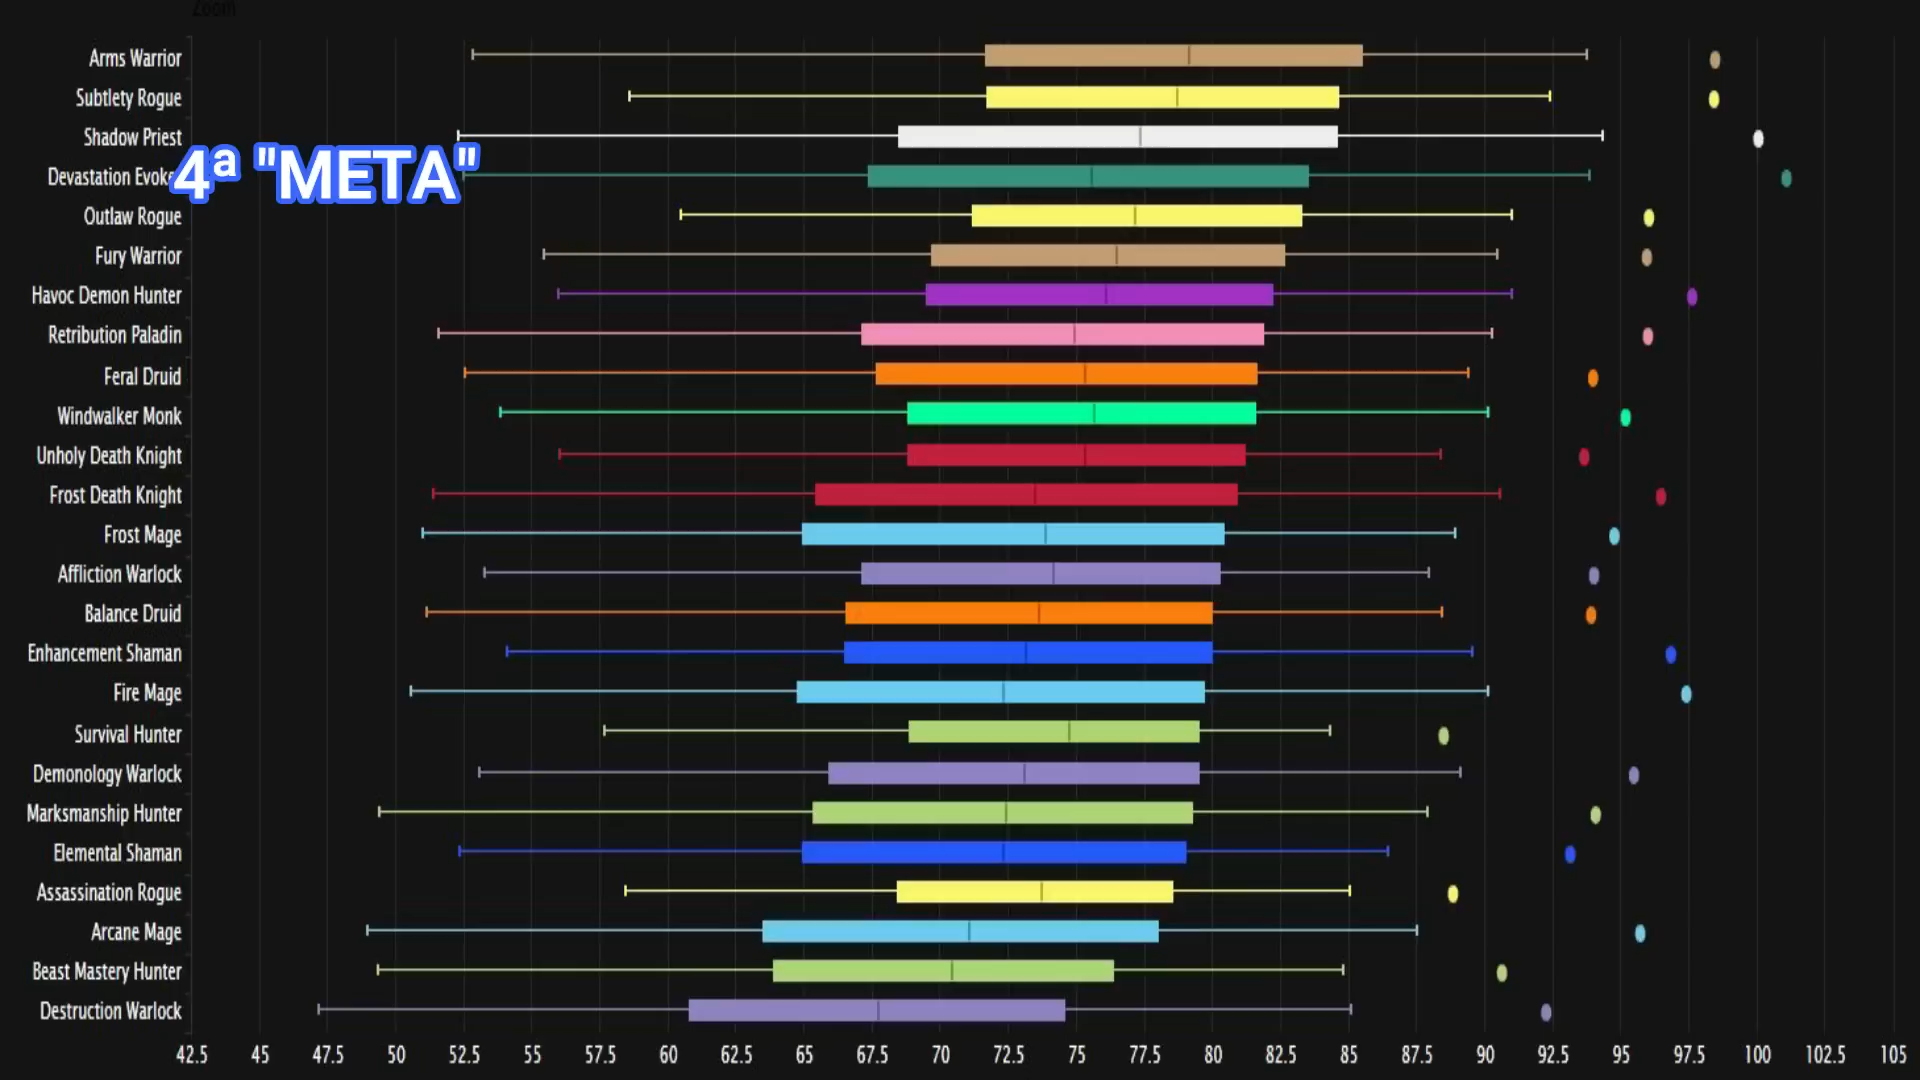 Zoom
Arms Warrior
Subtlety Rogue
Shadow Priest
4ª "META"
Devastation Evoker
Outlaw Rogue
Fury Warrior
Havoc Demon Hunter
Retribution Paladin
Feral Druid
Windwalker Monk
Unholy Death Knight
Frost Death Knight
Frost Mage
Affliction Warlock
Balance Druid
Enhancement Shaman
Fire Mage
Survival Hunter
Demonology Warlock
Marksmanship Hunter
Elemental Shaman
Assassination Rogue
Arcane Mage
Beast Mastery Hunter
Destruction Warlock
42.5 45 47.5 50 52.5 55 57.5 60 62.5 65 67.5 70 72.5 75 77.5 80 82.5 85 87.5 90 92.5 95 97.5 100 102.5 105